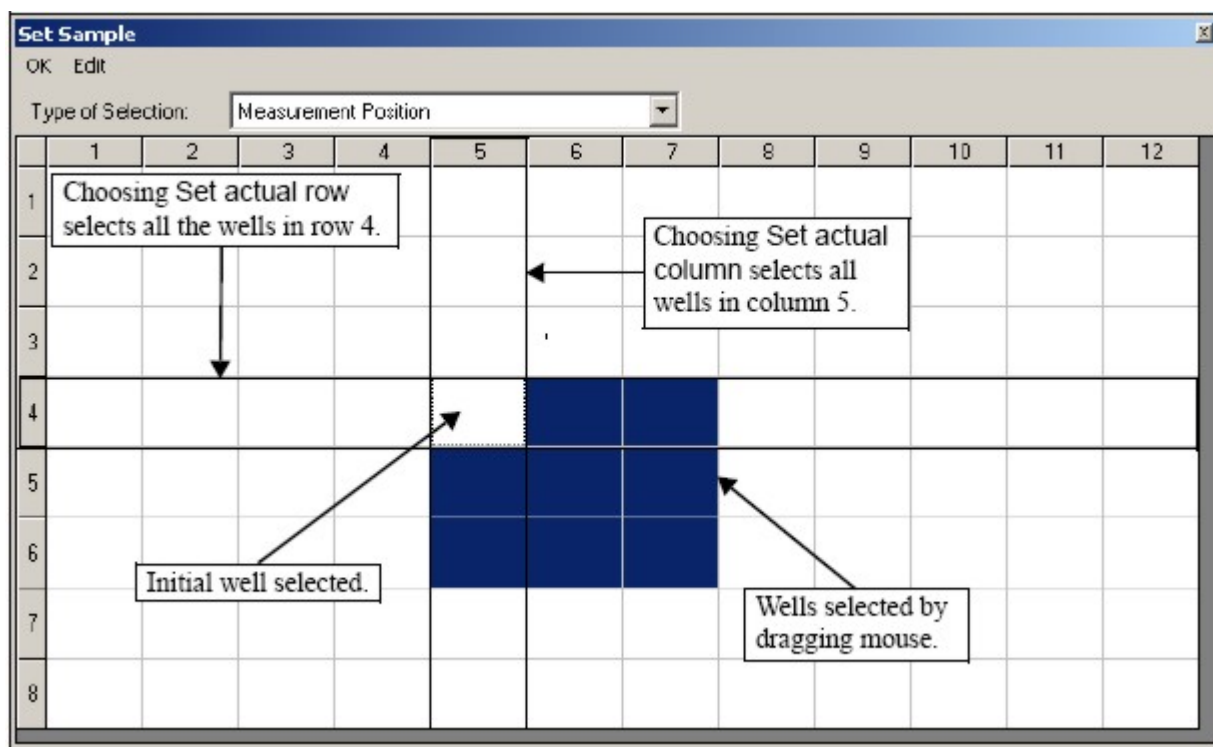 Set Sample
OK Edit
Type of Selection: Measurement Position
1 2 3 4 5 6 7 8 9 10 11 12
1
Choosing Set actual row
selects all the wells in row 4.
2
Choosing Set actual
column selects all
wells in column 5.
3
4
5
6
Initial well selected.
Wells selected by
dragging mouse.
7
8